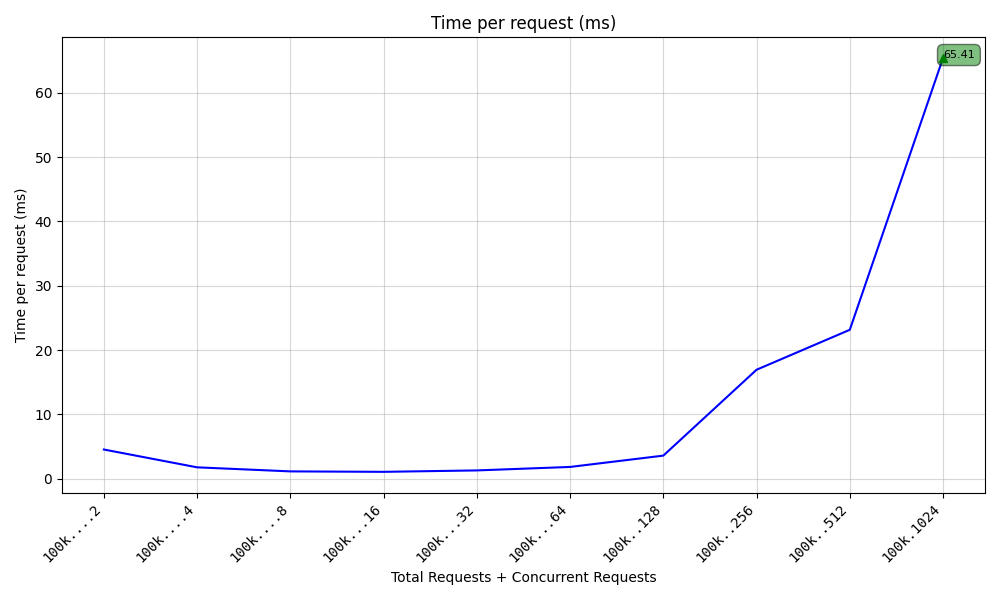 Time per request (ms)
65.41
Time per request (ms)
60
50
40
30
20
10
0
100k....2
100k....4
100k....8
100k...16
100k...32
100k...64
100k..128
100k..256
100k..512
100k.1024
Total Requests + Concurrent Requests